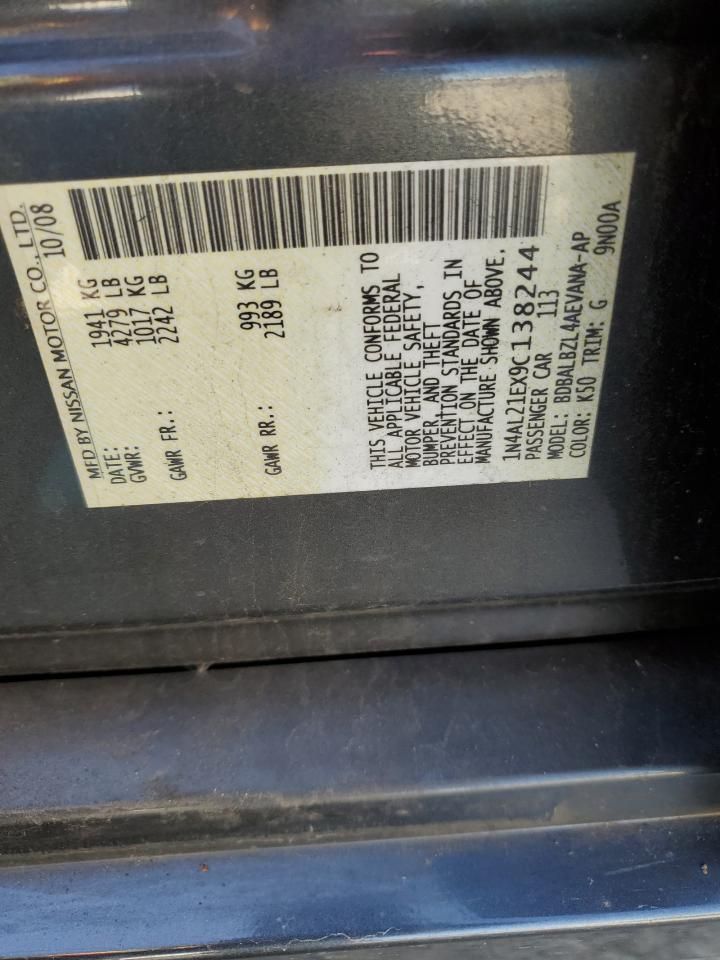 MFD BY NISSAN MOTOR CO., LTD.
DATE: 10/08
GVWR: 1941 KG
4279 LB
GAWR FR.: 1017 KG
2242 LB
GAWR RR.: 993 KG
2189 LB
THIS VEHICLE CONFORMS TO
ALL APPLICABLE FEDERAL
MOTOR VEHICLE SAFETY,
BUMPER, AND THEFT
PREVENTION STANDARDS IN
EFFECT ON THE DATE OF
MANUFACTURE SHOWN ABOVE.
1N4AL21EX9C138244
PASSENGER CAR 113
MODEL: BDBALBZL4AEVANA-AP
COLOR: K50 TRIM: G 9N00A